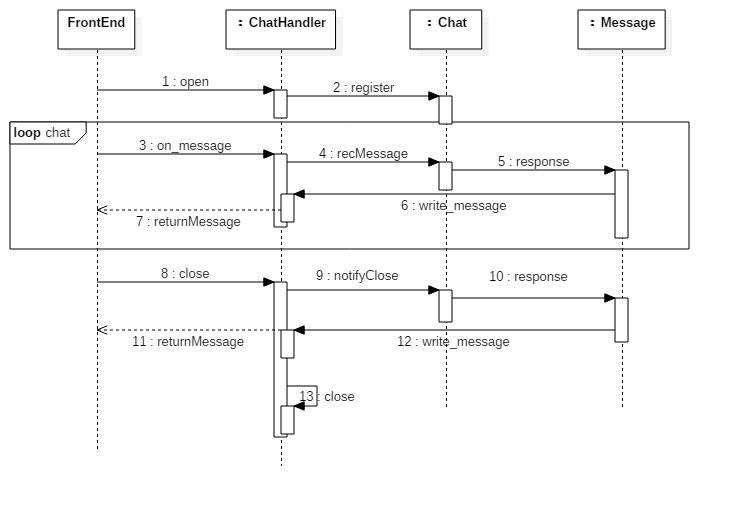 FrontEnd
: ChatHandler
: Chat
: Message
1 : open
2 : register
loop chat
3 : on_message
4 : recMessage
5 : response
6 : write_message
7 : returnMessage
8 : close
9 : notifyClose
10 : response
11 : returnMessage
12 : write_message
13 : close